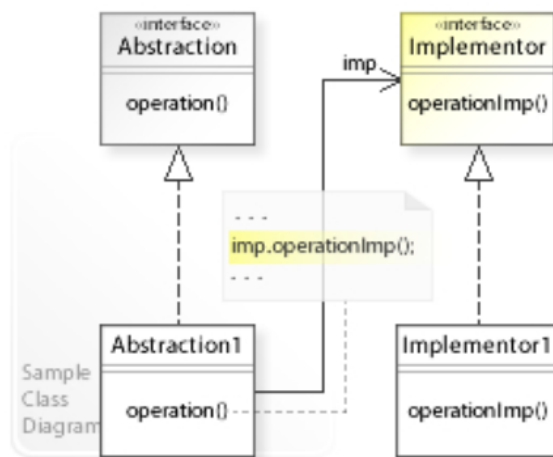 «interface»
Abstraction
operation()
imp
«interface»
Implementor
operationImp()
- - -
imp.operationImp();
- - -
Abstraction1
operation()
Implementor1
operationImp()
Sample
Class
Diagram